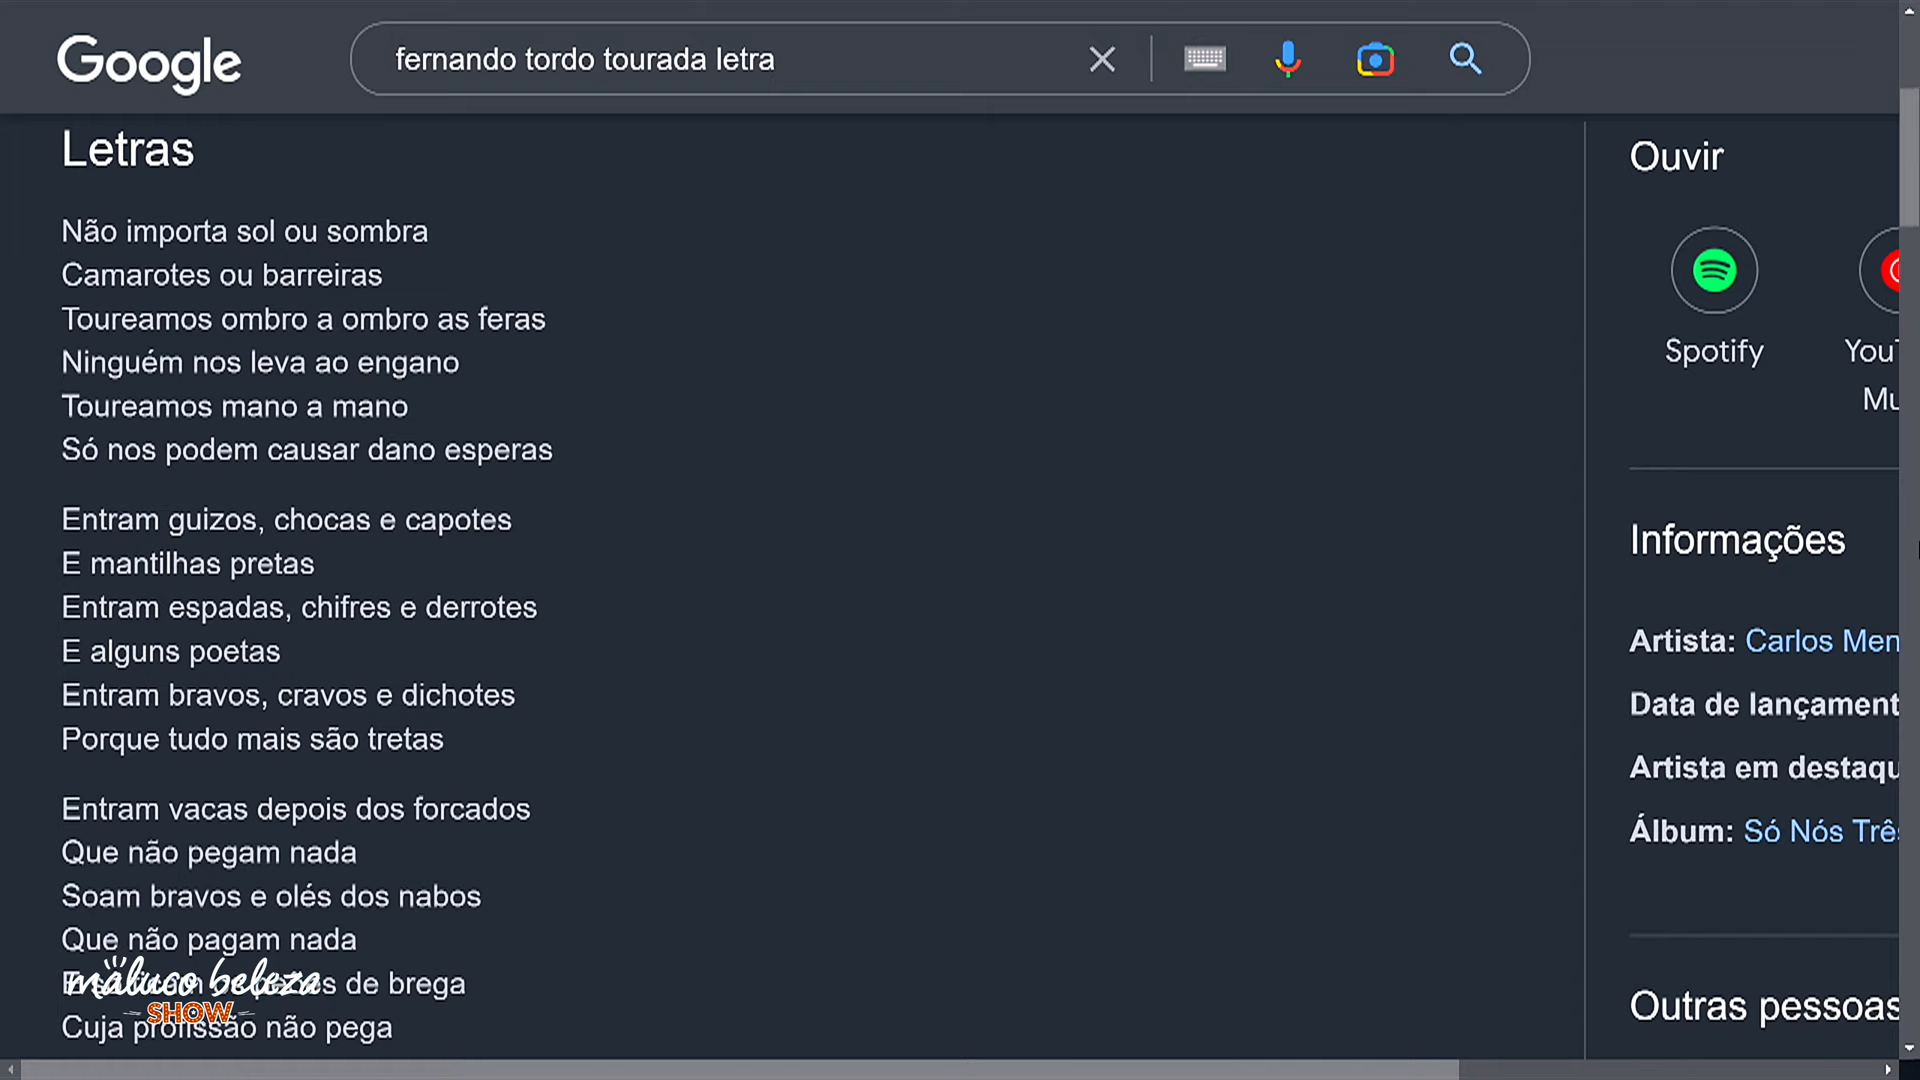 Google
fernando tordo tourada letra
Letras
Não importa sol ou sombra
Camarotes ou barreiras
Toureamos ombro a ombro as feras
Ninguém nos leva ao engano
Toureamos mano a mano
Só nos podem causar dano esperas
Entram guizos, chocas e capotes
E mantilhas pretas
Entram espadas, chifres e derrotes
E alguns poetas
Entram bravos, cravos e dichotes
Porque tudo mais são tretas
Entram vacas depois dos forcados
Que não pegam nada
Soam bravos e olés dos nabos
Que não pagam nada
de brega
Cuja profissão não pega
maluco beleza
SHOW
Ouvir
Spotify
Informações
Artista: Carlos
Data de
Artista em
Álbum: Só Nós
Outras pessoas